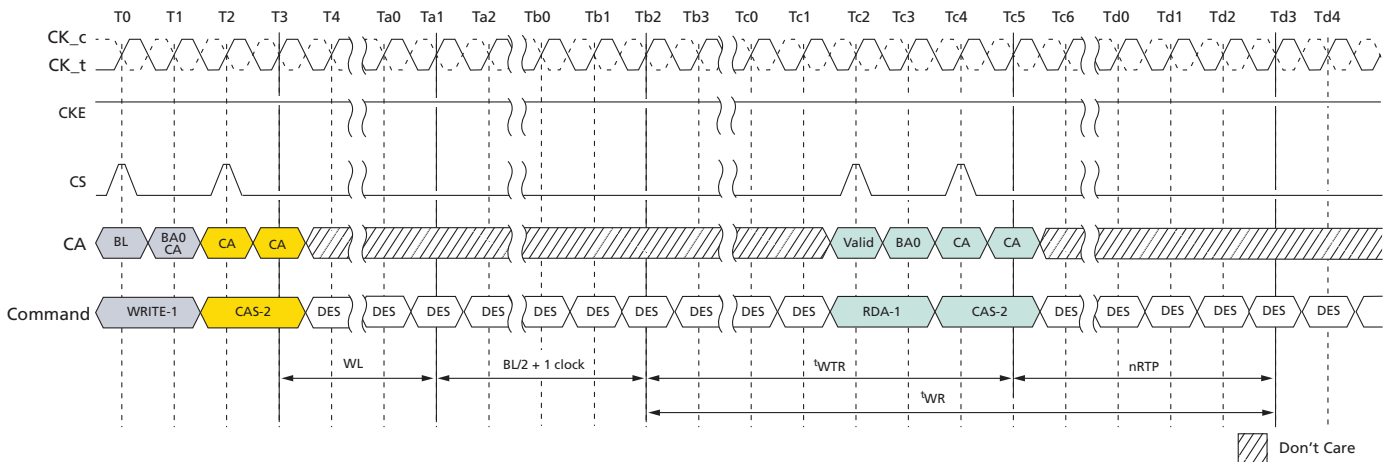 T0 T1 T2 T3 T4 Ta0 Ta1 Ta2 Tb0 Tb1 Tb2 Tb3 Tc0 Tc1 Tc2 Tc3 Tc4 Tc5 Tc6 Td0 Td1 Td2 Td3 Td4
CK_c
CK_t
CKE
CS
CA BL BA0 CA CA CA Valid BA0 CA CA
Command WRITE-1 CAS-2 DES DES DES DES DES DES DES DES DES DES RDA-1 CAS-2 DES DES DES DES DES DES
WL BL/2 + 1 clock tWTR nRTP
tWR
Don't Care